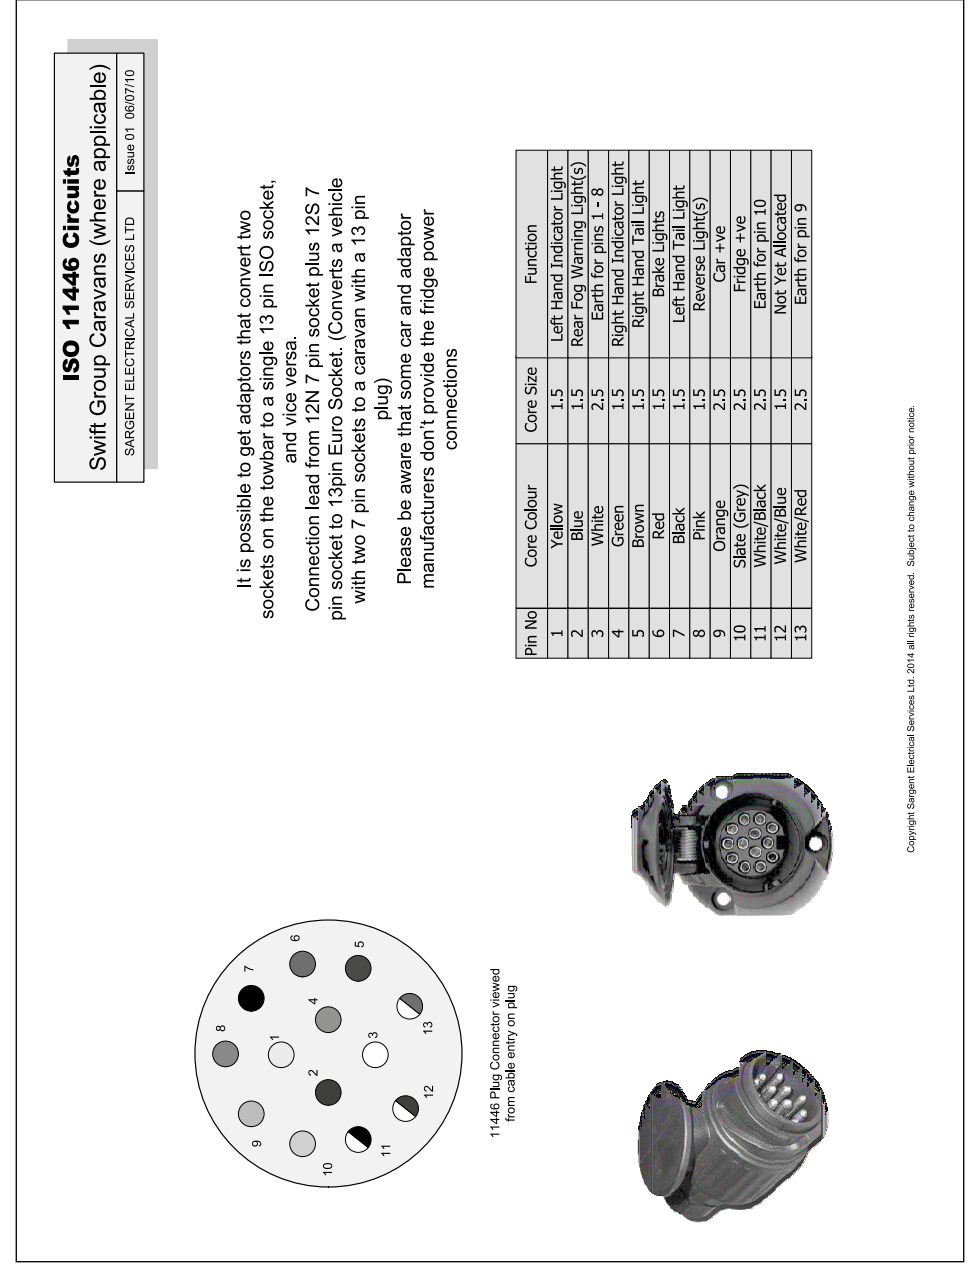 ISO 11446 Circuits
Swift Group Caravans (where applicable)
SARGENT ELECTRICAL SERVICES LTD Issue 01 06/07/10
It is possible to get adaptors that convert two
sockets on the towbar to a single 13 pin ISO socket,
and vice versa.
Connection lead from 12N 7 pin socket plus 12S 7
pin socket to 13pin Euro Socket. (Converts a vehicle
with two 7 pin sockets to a caravan with a 13 pin
plug)
Please be aware that some car and adaptor
manufacturers don't provide the fridge power
connections
8
9
7
1
10
2
4
6
11
3
5
12
13
11446 Plug Connector viewed
from cable entry on plug
Pin No Core Colour Core Size Function
1 Yellow 1.5 Left Hand Indicator Light
2 Blue 1.5 Rear Fog Warning Light(s)
3 White 2.5 Earth for pins 1 - 8
4 Green 1.5 Right Hand Indicator Light
5 Brown 1.5 Right Hand Tail Light
6 Red 1.5 Brake Lights
7 Black 1.5 Left Hand Tail Light
8 Pink 1.5 Reverse Light(s)
9 Orange 2.5 Car +ve
10 Slate (Grey) 2.5 Fridge +ve
11 White/Black 2.5 Earth for pin 10
12 White/Blue 1.5 Not Yet Allocated
13 White/Red 2.5 Earth for pin 9
Copyright Sargent Electrical Services Ltd. 2014 all rights reserved. Subject to change without prior notice.